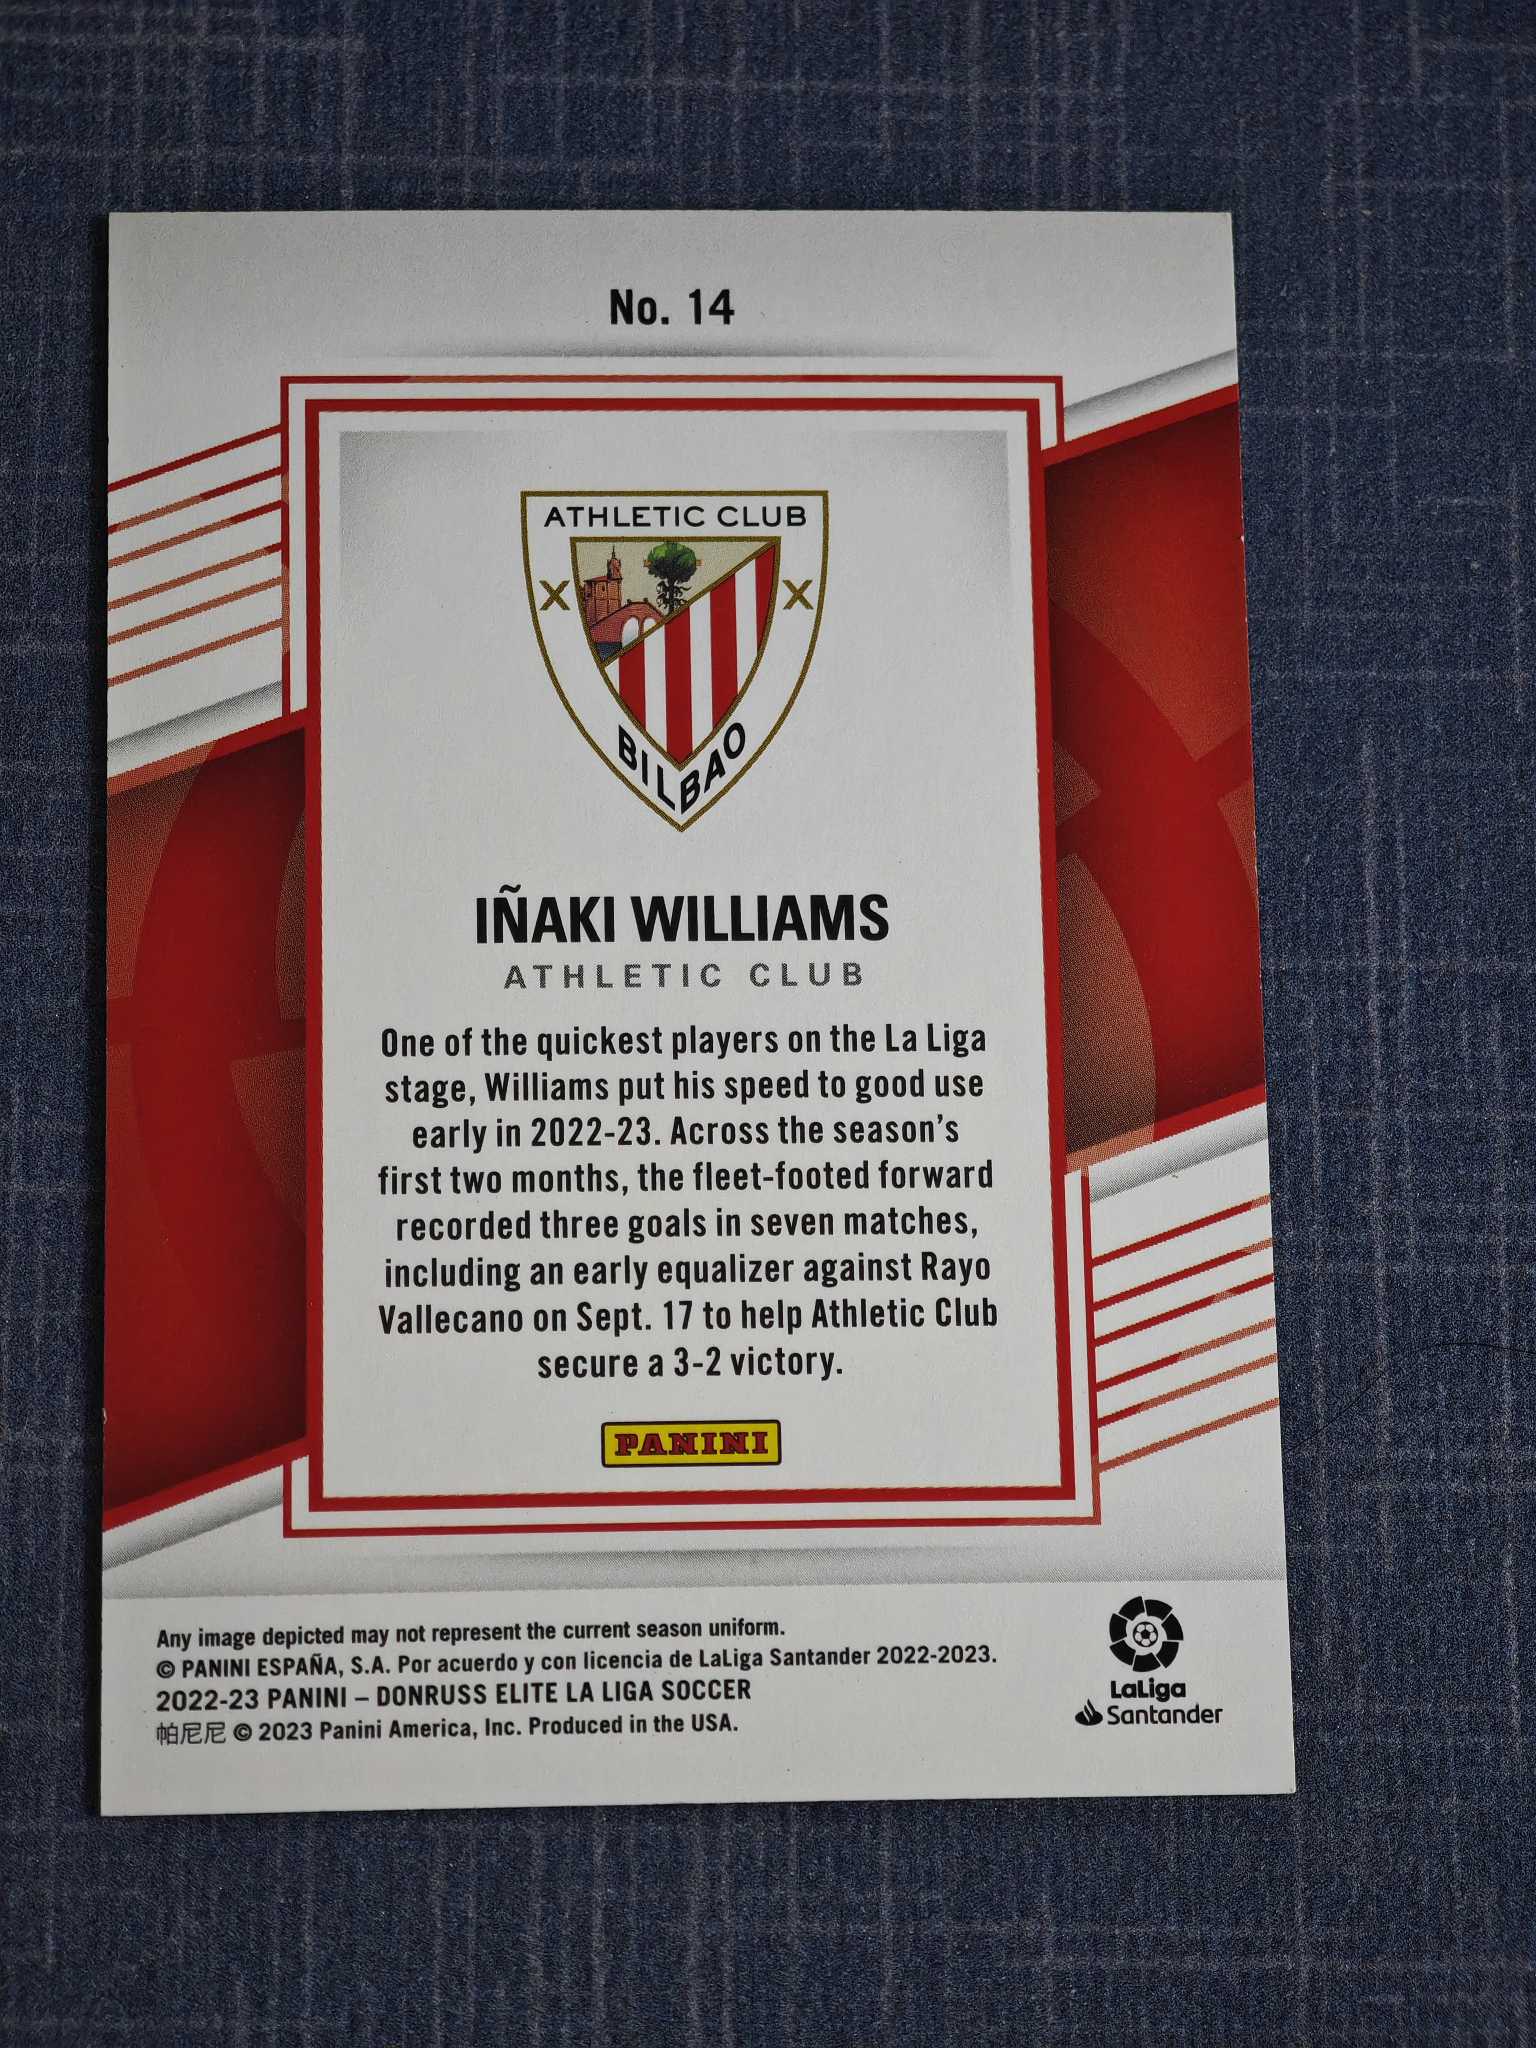 No. 14
ATHLETIC CLUB
X X
BILBAO
IÑAKI WILLIAMS
ATHLETIC CLUB
One of the quickest players on the La Liga
stage, Williams put his speed to good use
early in 2022-23. Across the season's
first two months, the fleet-footed forward
recorded three goals in seven matches,
including an early equalizer against Rayo
Vallecano on Sept. 17 to help Athletic Club
secure a 3-2 victory.
PANINI
Any image depicted may not represent the current season uniform.
© PANINI ESPAÑA, S.A. Por acuerdo y con licencia de LaLiga Santander 2022-2023.
2022-23 PANINI – DONRUSS ELITE LA LIGA SOCCER
帕尼尼 © 2023 Panini America, Inc. Produced in the USA.
LaLiga
Santander